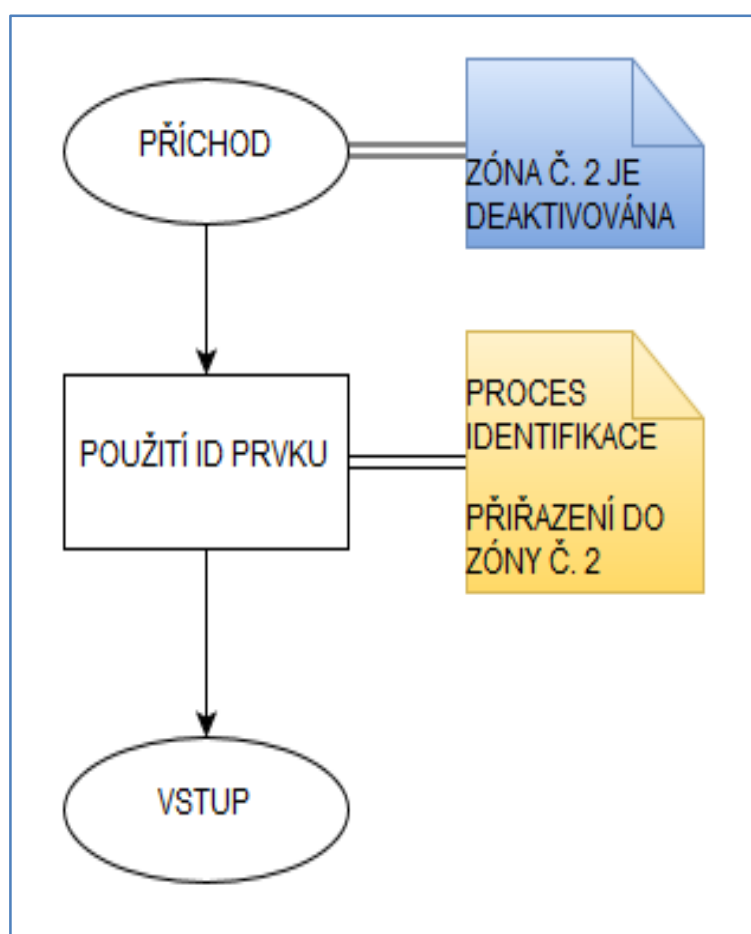 PŘÍCHOD
ZÓNA Č. 2 JE
DEAKTIVOVÁNA
POUŽITÍ ID PRVKU
PROCES
IDENTIFIKACE
PŘIŘAZENÍ DO
ZÓNY Č. 2
VSTUP